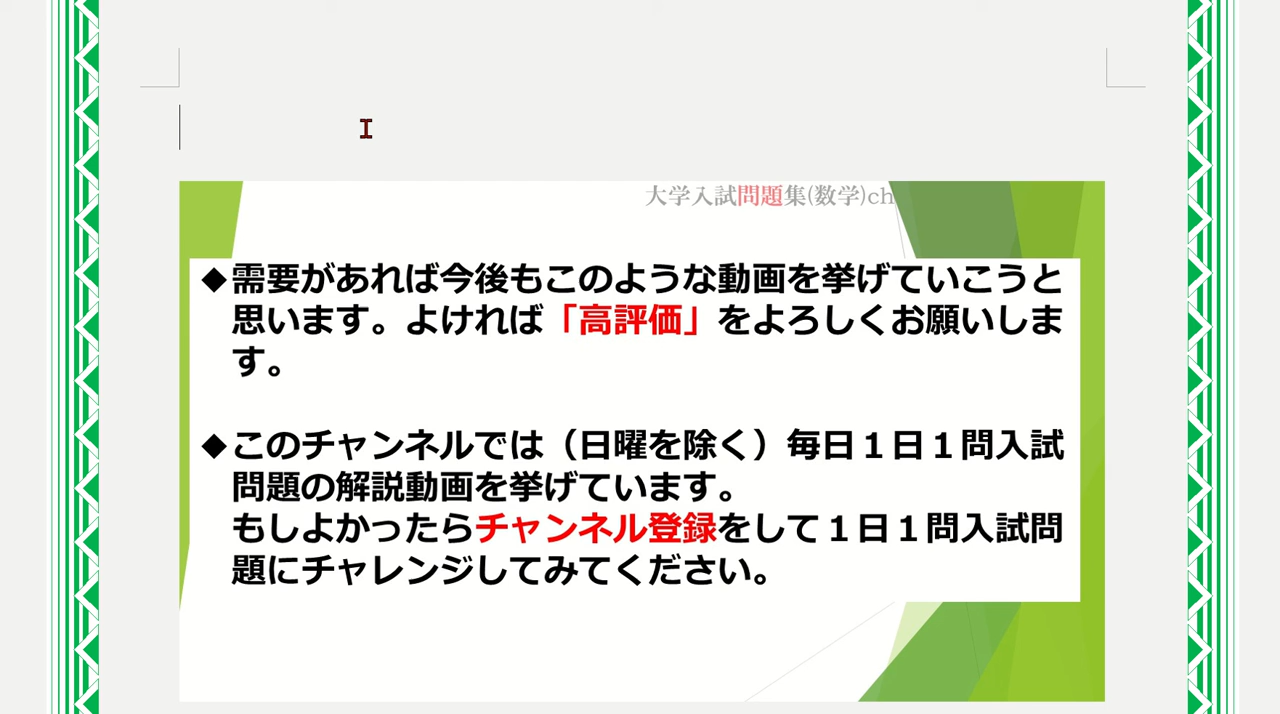 大学入試問題集(数学)ch
◆需要があれば今後もこのような動画を挙げていこうと
思います。よければ「高評価」をよろしくお願いしま
す。
◆このチャンネルでは（日曜を除く）毎日１日１問入試
問題の解説動画を挙げています。
もしよかったらチャンネル登録をして１日１問入試問
題にチャレンジしてみてください。